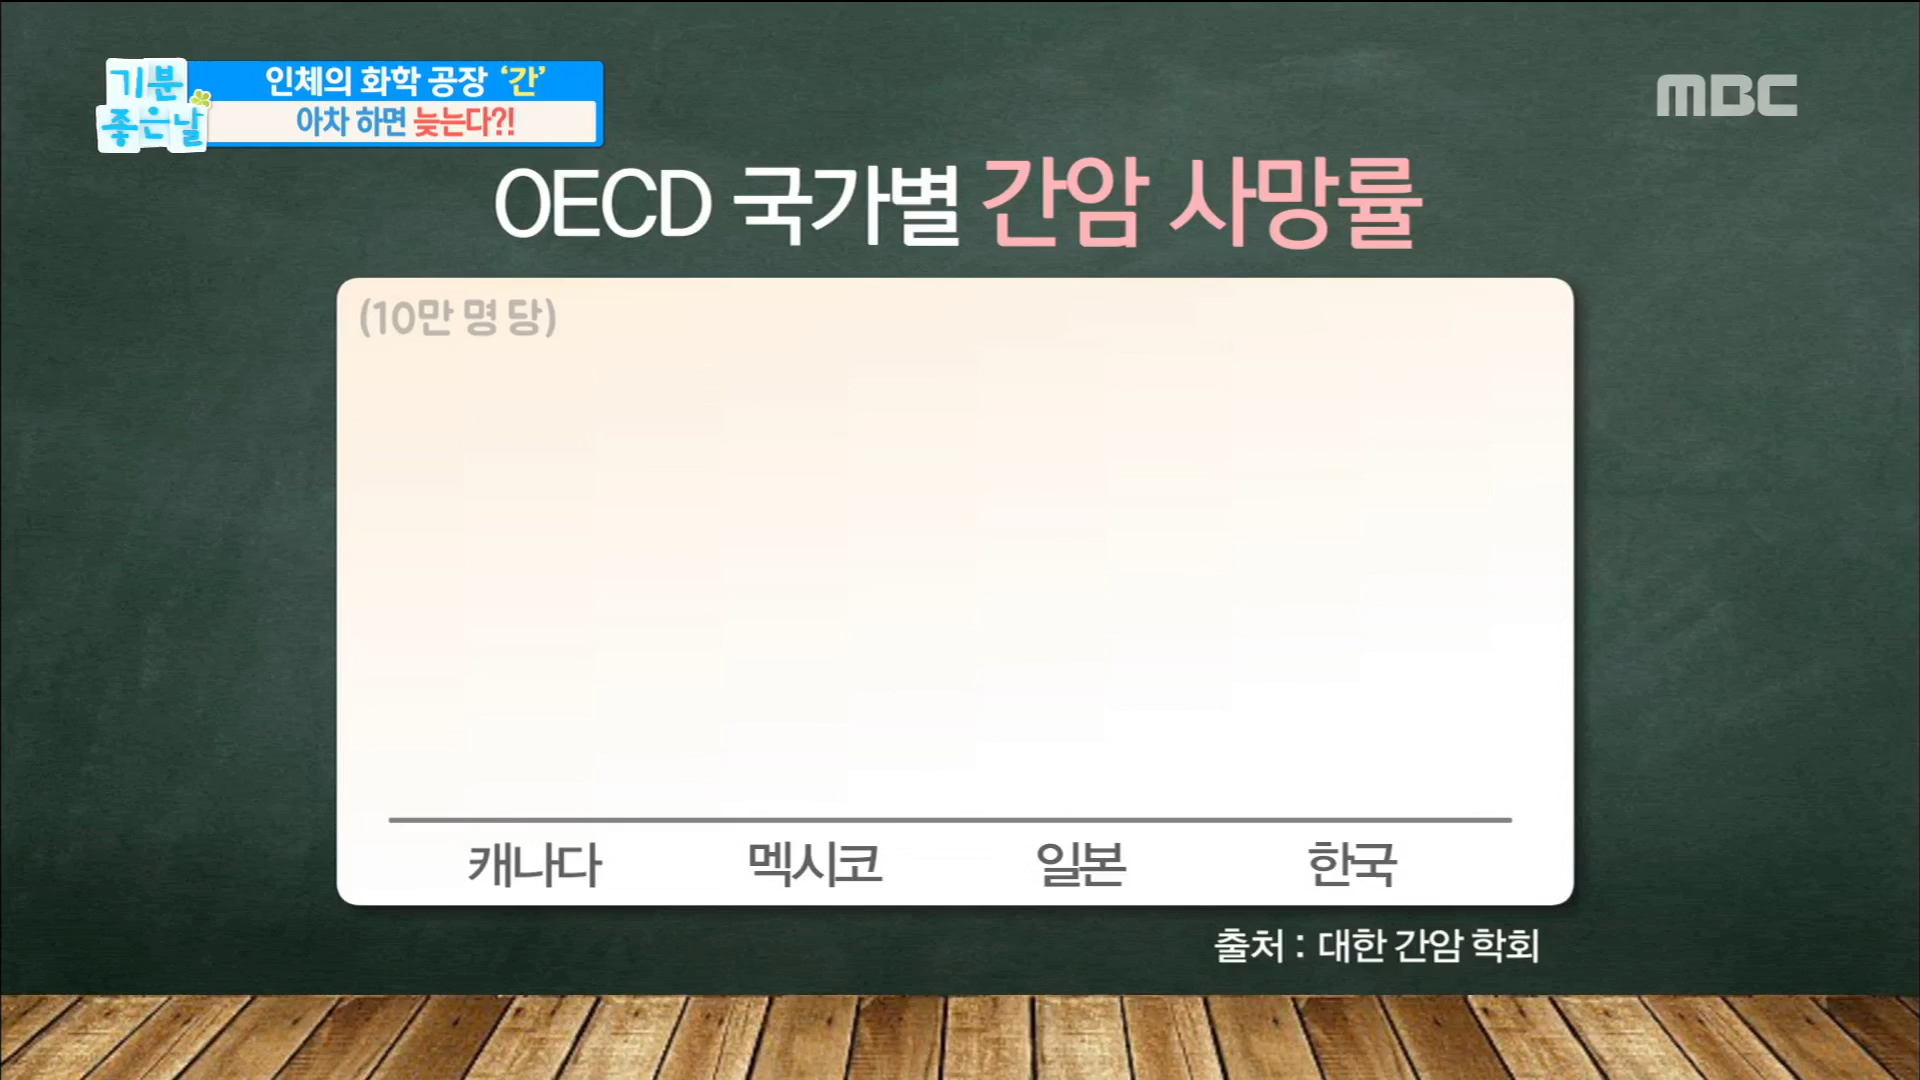 기분
좋은날
인체의 화학 공장 ‘간’
아차 하면 늦는다?!
MBC
OECD 국가별 간암 사망률
(10만 명 당)
캐나다 멕시코 일본 한국
출처 : 대한 간암 학회